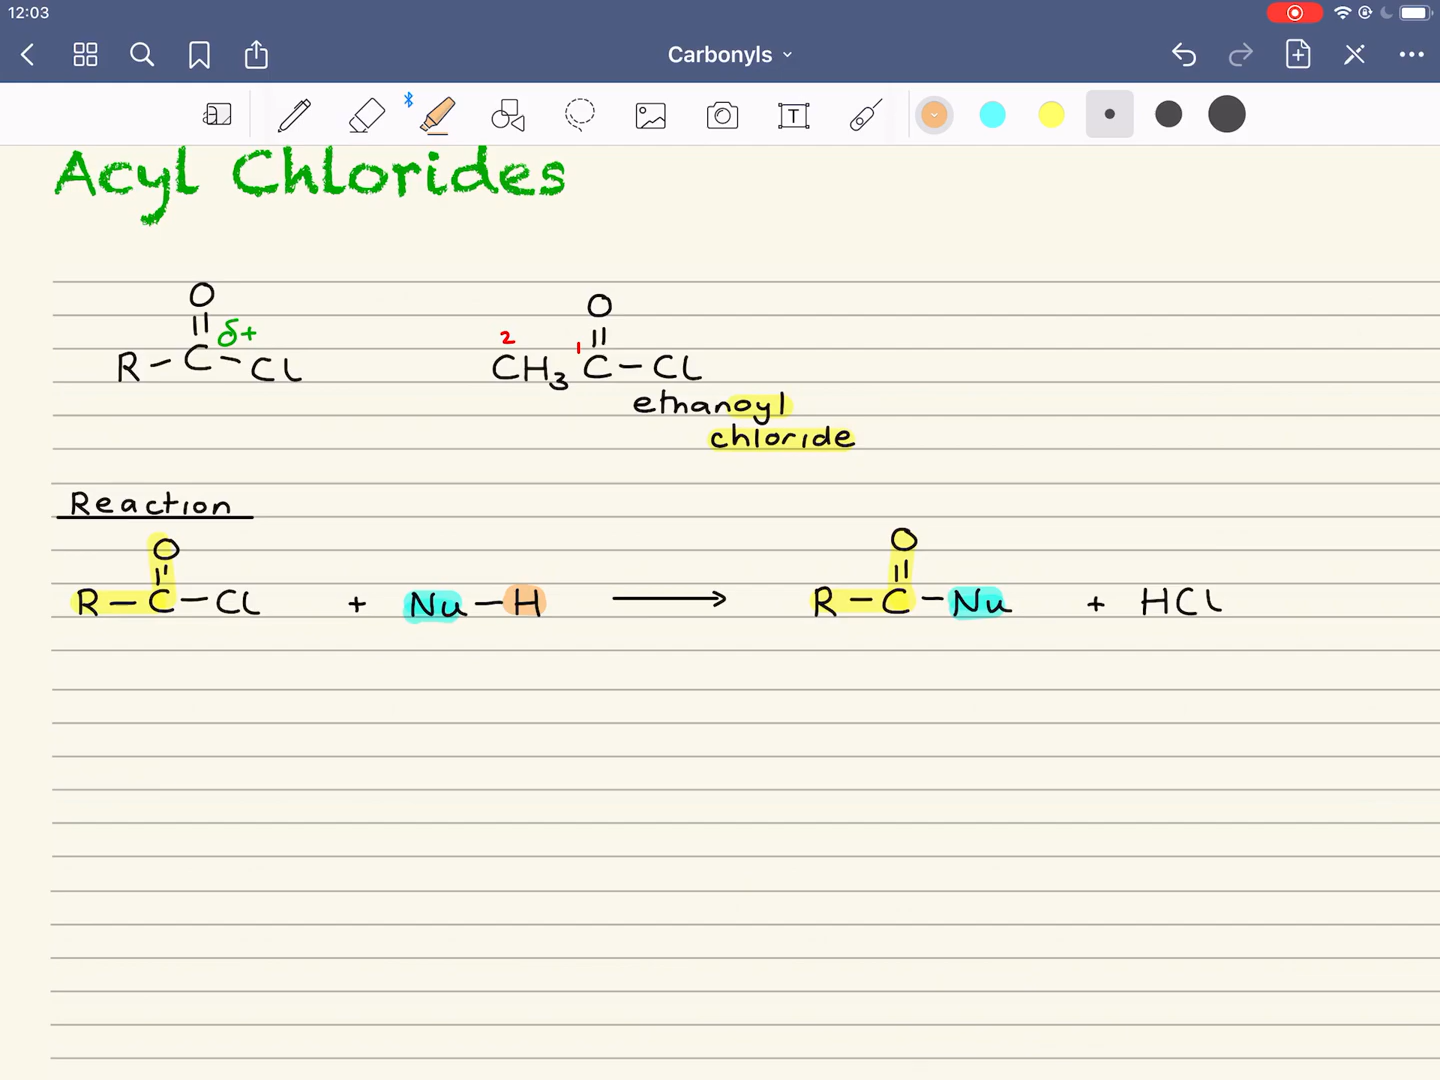 12:03
Carbonyls
T
Acyl Chlorides
O
||
δ+
R – C – Cl
O
||
2
1
CH3 C – Cl
ethanoyl
chloride
Reaction
O
||
R – C – Cl + Nu – H ⟶ R – C – Nu + HCl
O
||